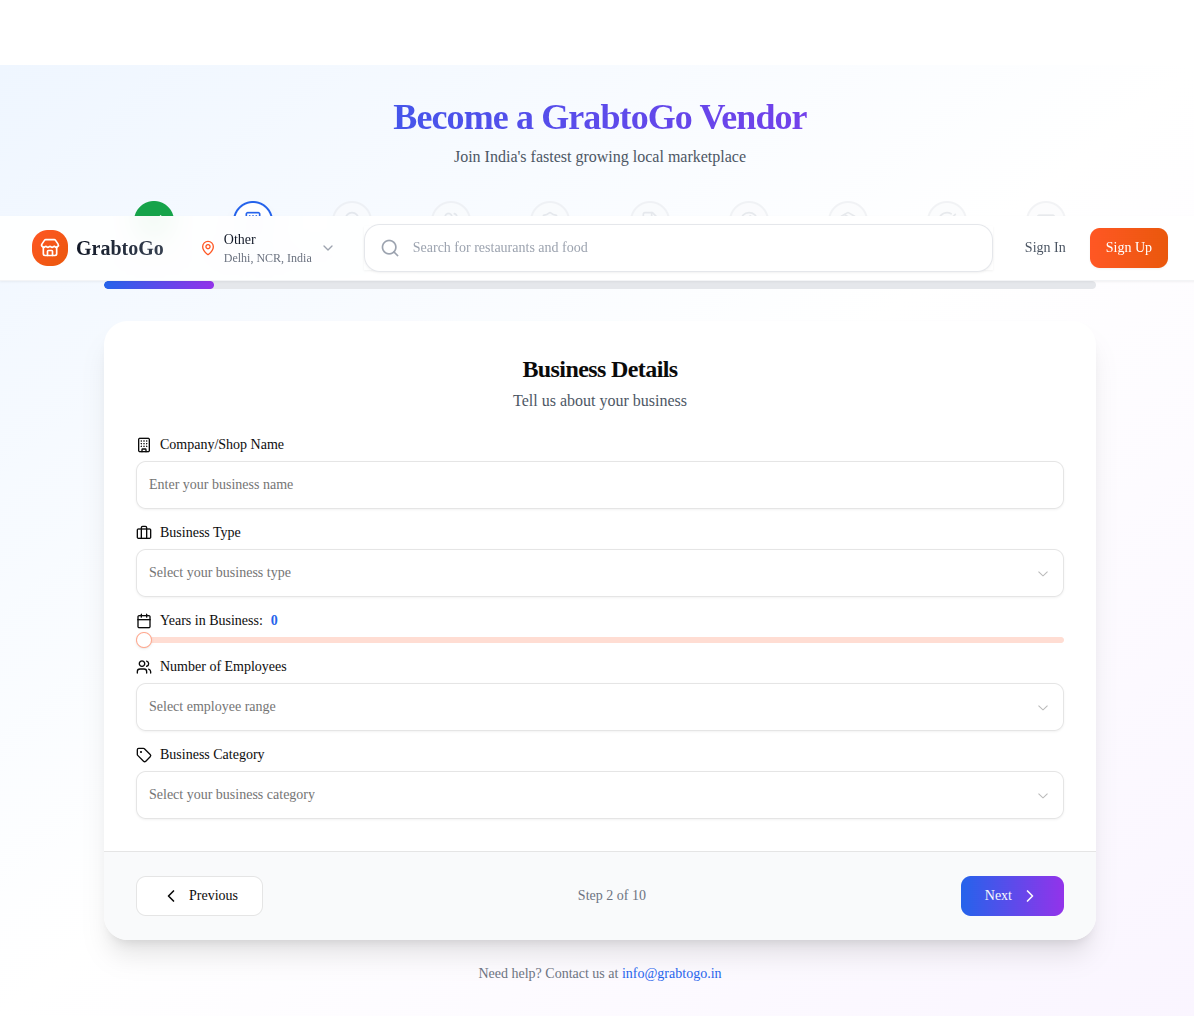 Become a GrabtoGo Vendor
Join India's fastest growing local marketplace
GrabtoGo
Other
Delhi, NCR, India
Search for restaurants and food
Sign In
Sign Up
Business Details
Tell us about your business
Company/Shop Name
Enter your business name
Business Type
Select your business type
Years in Business: 0
Number of Employees
Select employee range
Business Category
Select your business category
Previous
Step 2 of 10
Next
Need help? Contact us at info@grabtogo.in